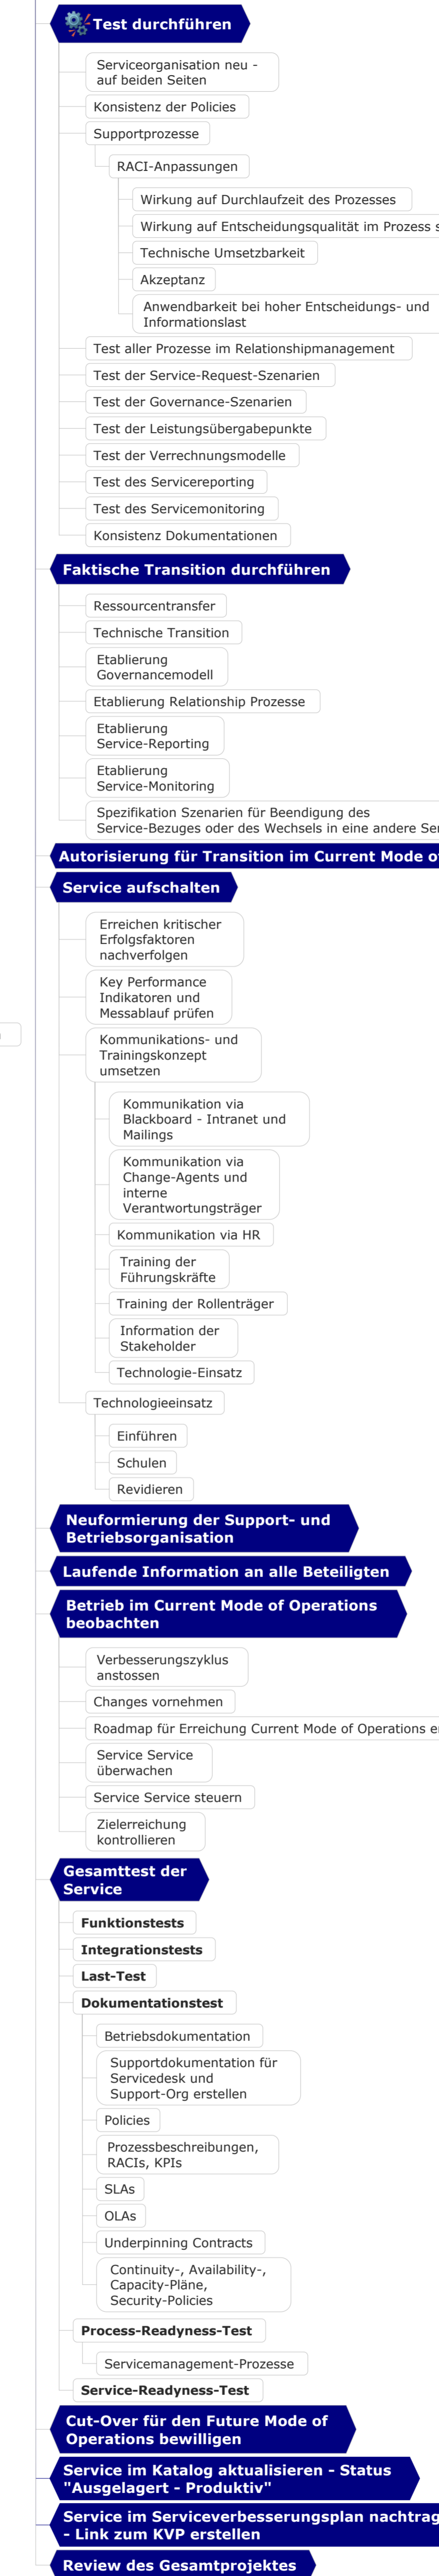 Test durchführen
Serviceorganisation neu -
auf beiden Seiten
Konsistenz der Policies
Supportprozesse
RACI-Anpassungen
Wirkung auf Durchlaufzeit des Prozesses
Wirkung auf Entscheidungsqualität im Prozess
Technische Umsetzbarkeit
Akzeptanz
Anwendbarkeit bei hoher Entscheidungs- und
Informationslast
Test aller Prozesse im Relationshipmanagement
Test der Service-Request-Szenarien
Test der Governance-Szenarien
Test der Leistungsübergabepunkte
Test der Verrechnungsmodelle
Test des Servicereporting
Test des Servicemonitoring
Konsistenz Dokumentationen
Faktische Transition durchführen
Ressourcentransfer
Technische Transition
Etablierung
Governancemodell
Etablierung Relationship Prozesse
Etablierung
Service-Reporting
Etablierung
Service-Monitoring
Spezifikation Szenarien für Beendigung des
Service-Bezuges oder des Wechsels in eine andere
Autorisierung für Transition im Current Mode
Service aufschalten
Erreichen kritischer
Erfolgsfaktoren
nachverfolgen
Key Performance
Indikatoren und
Messablauf prüfen
Kommunikations- und
Trainingskonzept
umsetzen
Kommunikation via
Blackboard - Intranet und
Mailings
Kommunikation via
Change-Agents und
interne
Verantwortungsträger
Kommunikation via HR
Training der
Führungskräfte
Training der Rollenträger
Information der
Stakeholder
Technologie-Einsatz
Technologieeinsatz
Einführen
Schulen
Revidieren
Neuformierung der Support- und
Betriebsorganisation
Laufende Information an alle Beteiligten
Betrieb im Current Mode of Operations
beobachten
Verbesserungszyklus
anstossen
Changes vornehmen
Roadmap für Erreichung Current Mode of Operations
Service Service
überwachen
Service Service steuern
Zielerreichung
kontrollieren
Gesamttest der
Service
Funktionstests
Integrationstests
Last-Test
Dokumentationstest
Betriebsdokumentation
Supportdokumentation für
Servicedesk und
Support-Org erstellen
Policies
Prozessbeschreibungen,
RACIs, KPIs
SLAs
OLAs
Underpinning Contracts
Continuity-, Availability-,
Capacity-Pläne,
Security-Policies
Process-Readyness-Test
Servicemanagement-Prozesse
Service-Readyness-Test
Cut-Over für den Future Mode of
Operations bewilligen
Service im Katalog aktualisieren - Status
"Ausgelagert - Produktiv"
Service im Serviceverbesserungsplan nachtrag
- Link zum KVP erstellen
Review des Gesamtprojektes